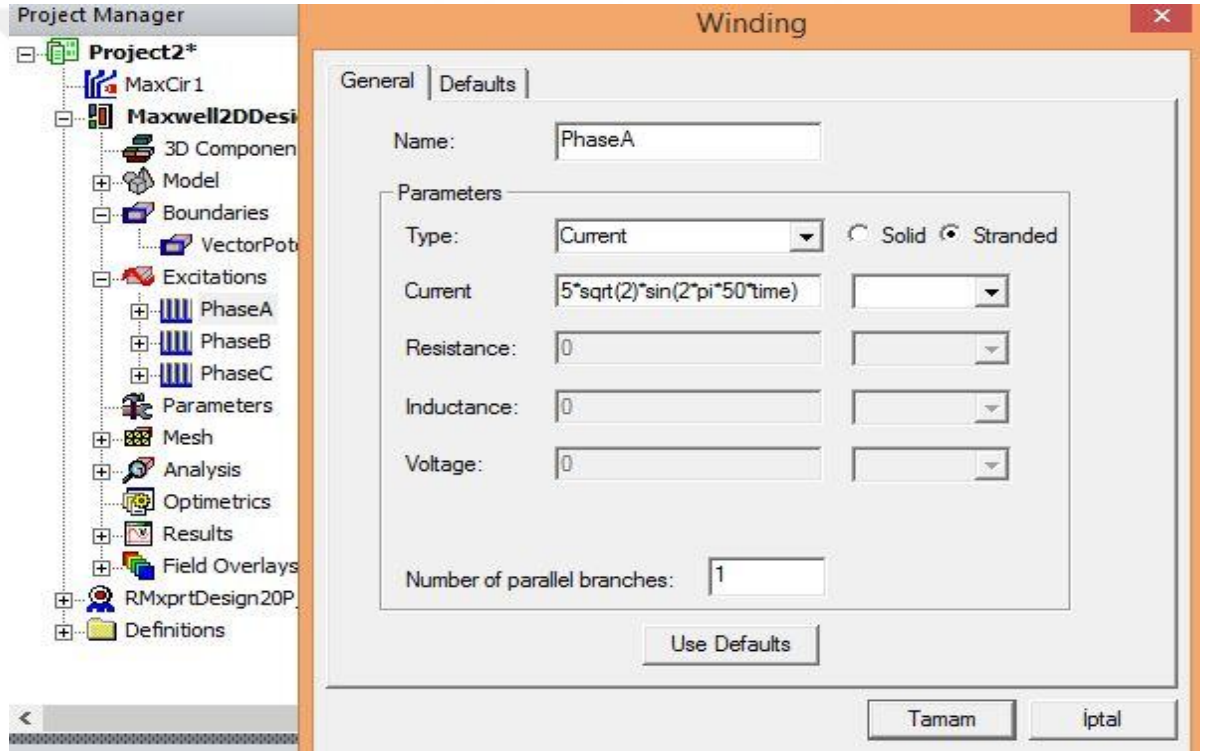 Project Manager
Project2*
MaxCir1
Maxwell2DDesi
3D Componen
Model
Boundaries
VectorPot
Excitations
PhaseA
PhaseB
PhaseC
Parameters
Mesh
Analysis
Optimetrics
Results
Field Overlays
RMxprtDesign20P_
Definitions
Winding
General Defaults
Name: PhaseA
Parameters
Type: Current Solid Stranded
Current 5*sqrt(2)*sin(2*pi*50*time)
Resistance: 0
Inductance: 0
Voltage: 0
Number of parallel branches: 1
Use Defaults
Tamam İptal